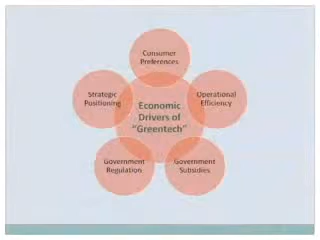 Consumer
Preferences
Strategic
Positioning
Operational
Efficiency
Economic
Drivers of
“Greentech”
Government
Regulation
Government
Subsidies